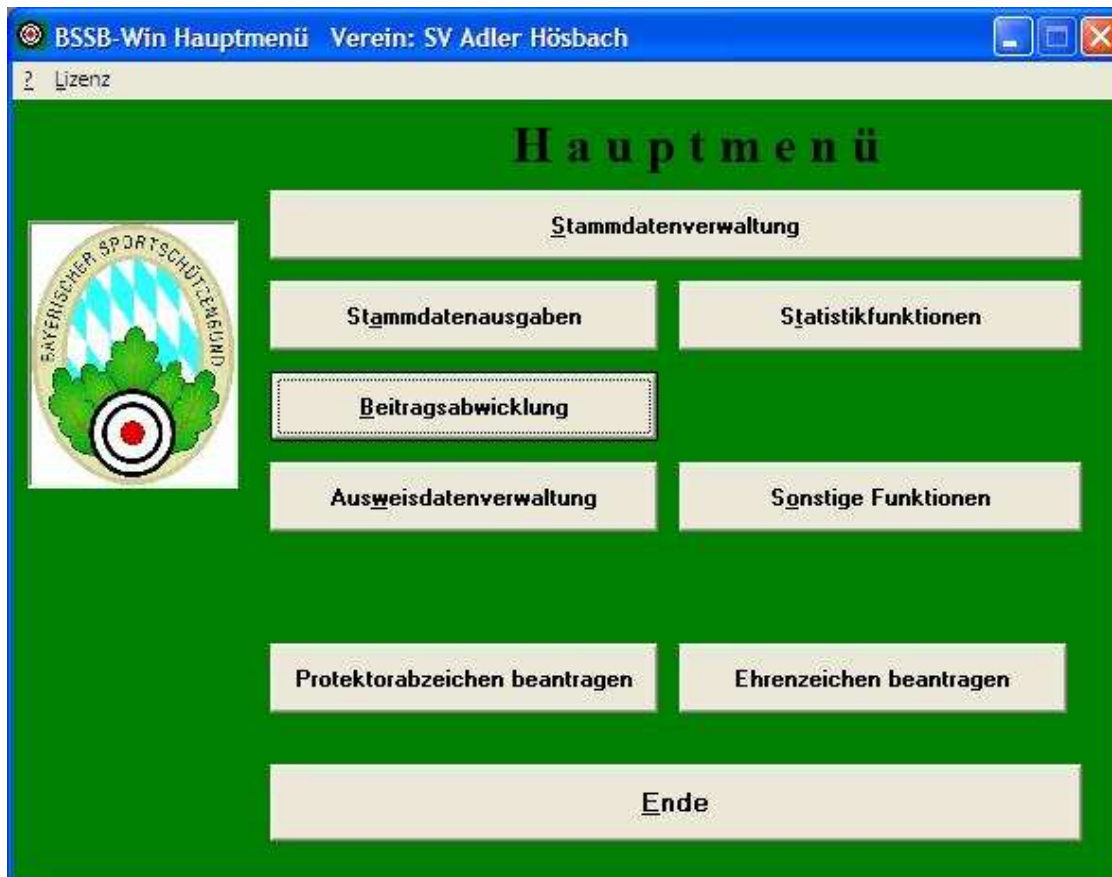 BSSB-Win Hauptmenü Verein: SV Adler Hösbach
? Lizenz
Hauptmenü
BAYERISCHER SPORTSCHÜTZENBUND
Stammdatenverwaltung
Stammdatenausgaben Statistikfunktionen
Beitragsabwicklung
Ausweisdatenverwaltung Sonstige Funktionen
Protektorabzeichen beantragen Ehrenzeichen beantragen
Ende